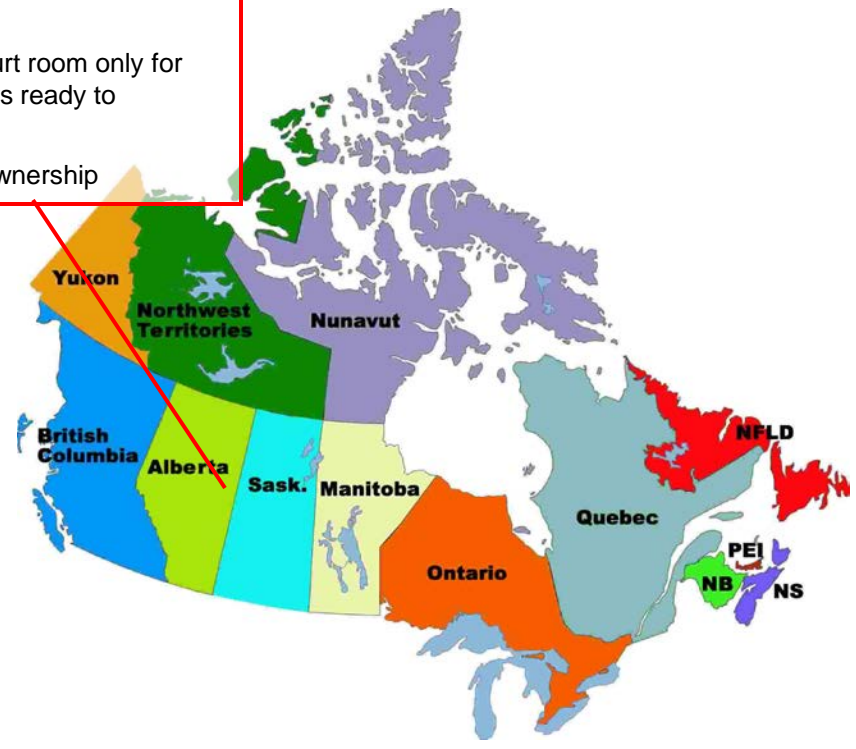 urt room only for
s ready to
wnership
Yukon
Northwest
Territories
Nunavut
British
Columbia
Alberta
Sask.
Manitoba
Ontario
Quebec
NFLD
PEI
NB
NS